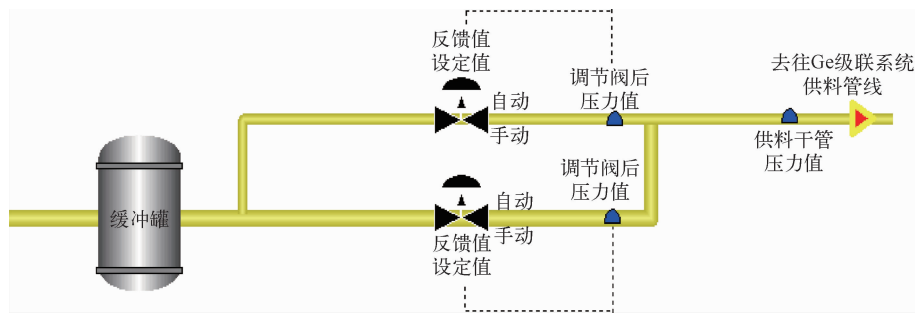 反馈值
设定值
自动
手动
调节阀后
压力值
去往Ge级联系统
供料管线
供料干管
压力值
缓冲罐
调节阀后
压力值
自动
手动
反馈值
设定值